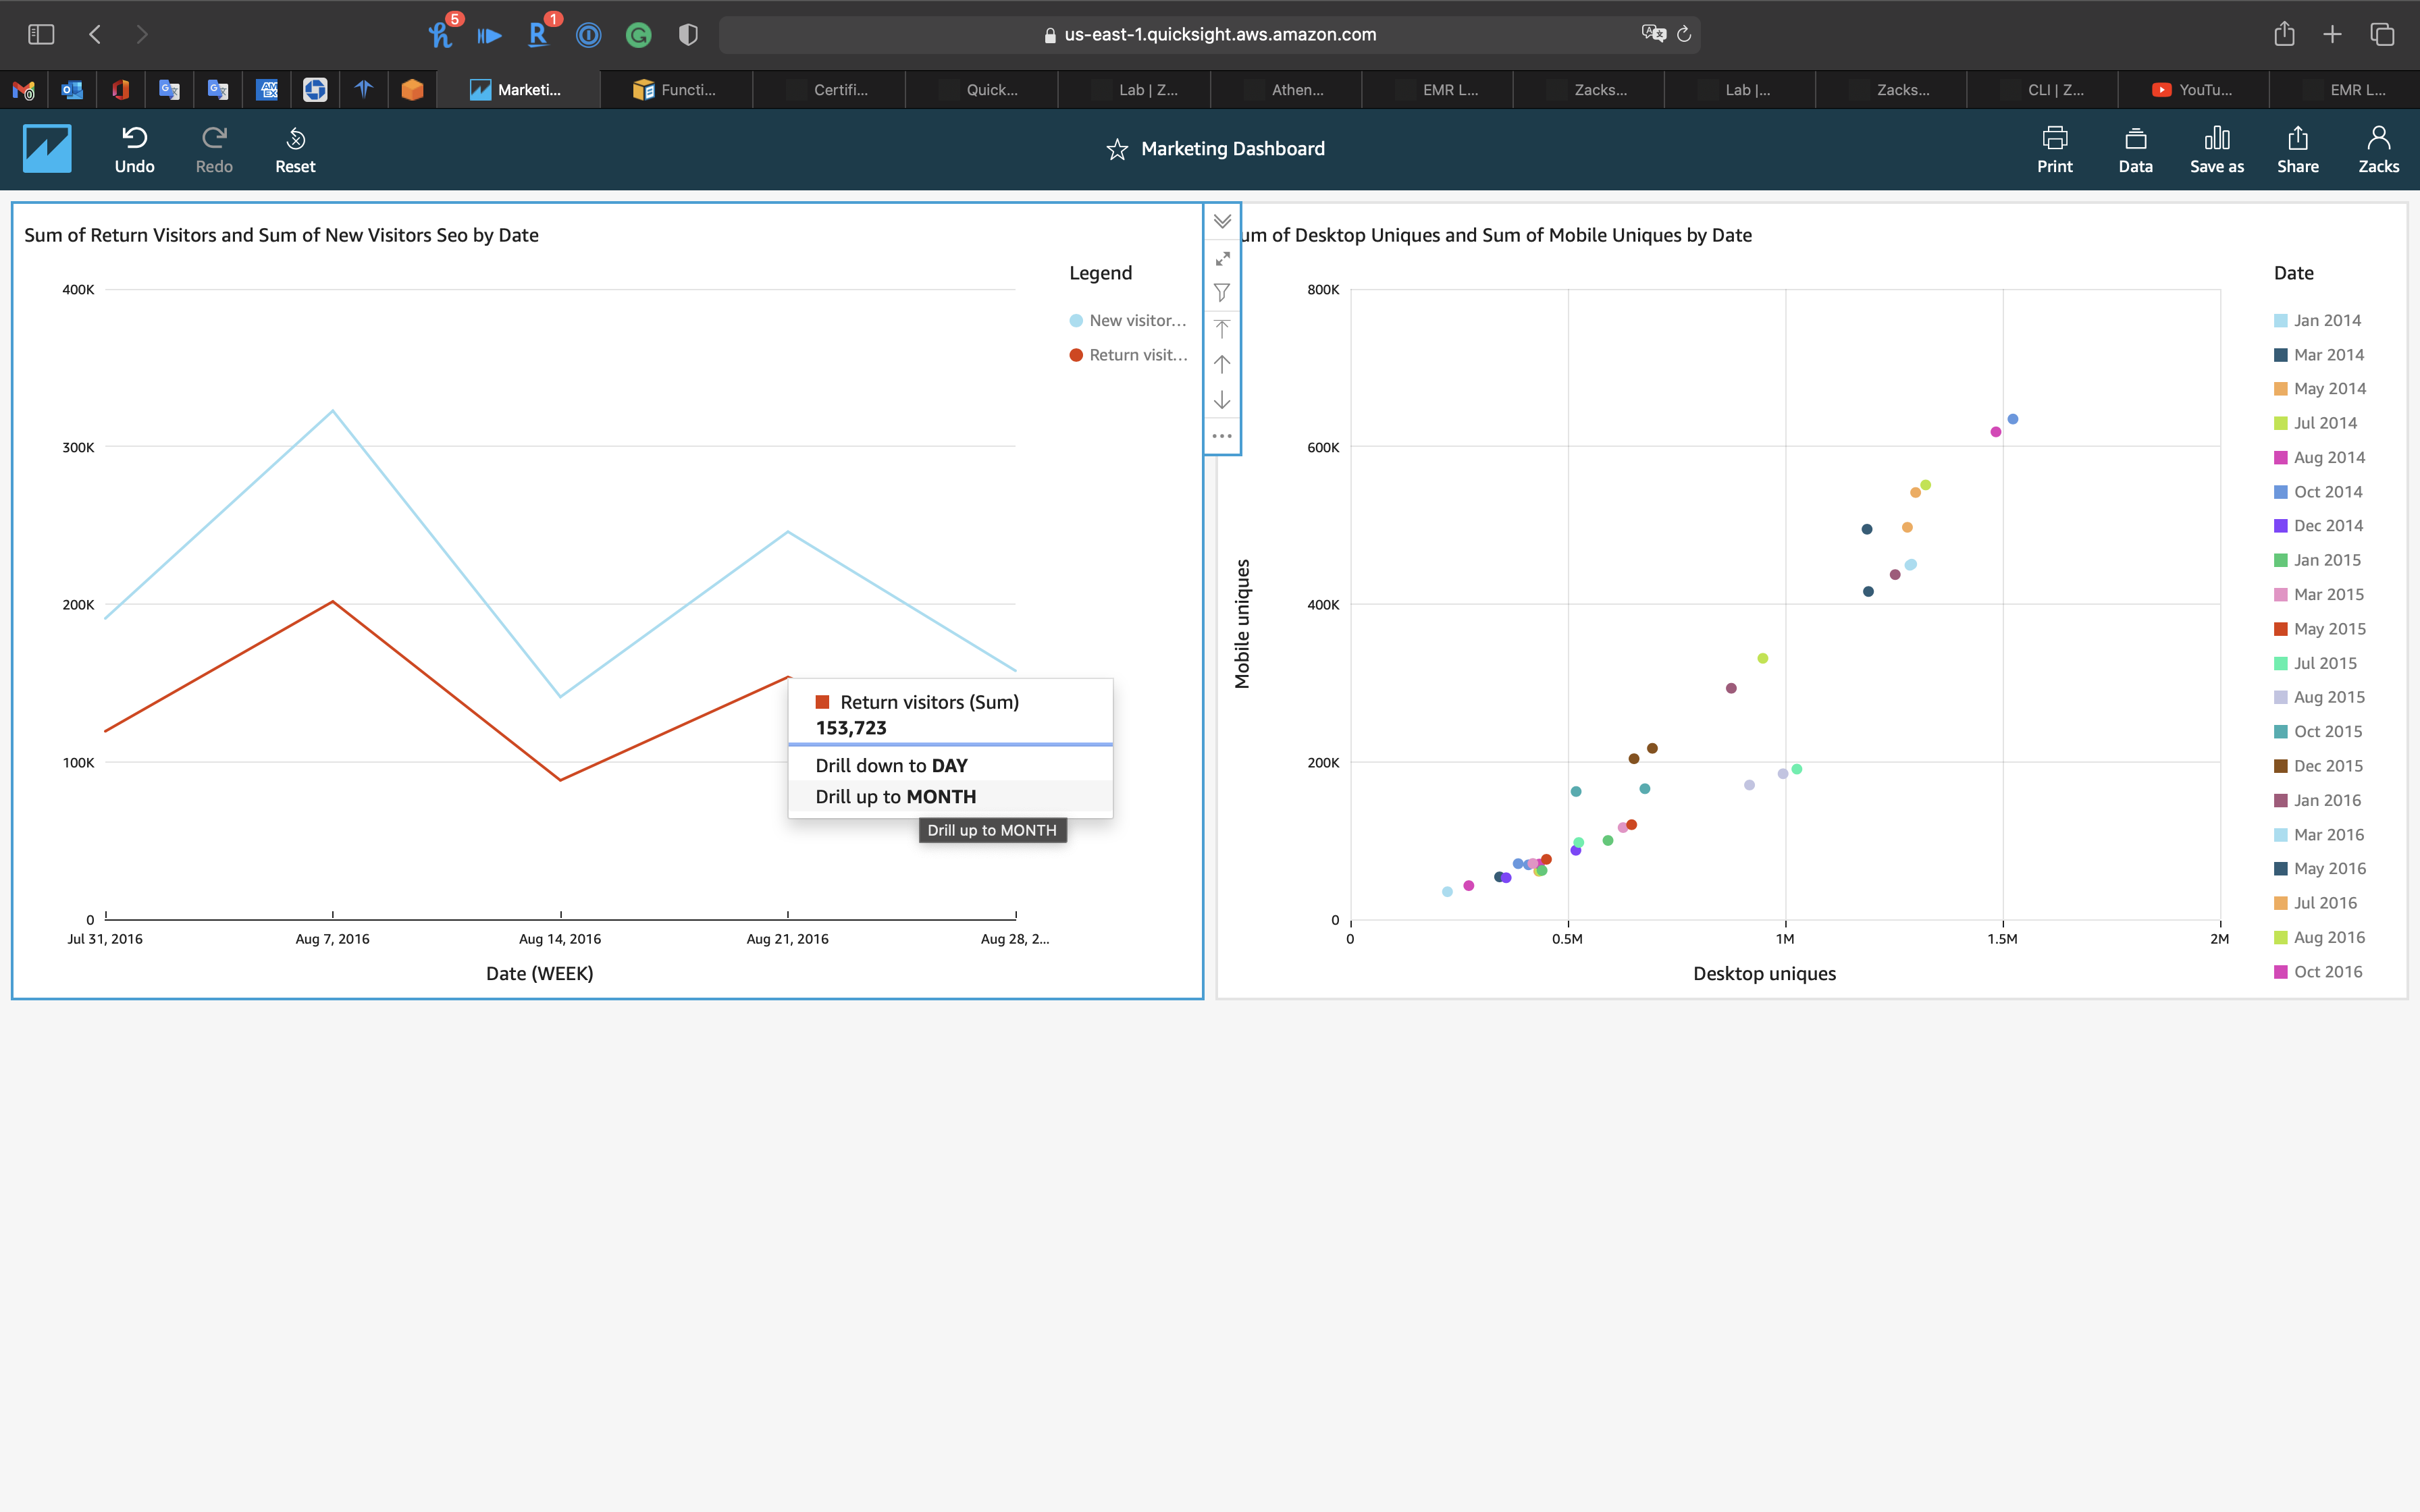 5
1
R
us-east-1.quicksight.aws.amazon.com
0
Marketi...
Functi...
Certifi...
Quick...
Lab | Z...
Athen...
EMR L...
Zacks...
Lab |...
Zacks...
CLI | Z...
YouTu...
EMR L...
Undo
Redo
Reset
Marketing Dashboard
Print
Data
Save as
Share
Zacks
Sum of Return Visitors and Sum of New Visitors Seo by Date
Legend
New visitor...
Return visit...
400K
300K
200K
100K
0
Return visitors (Sum)
153,723
Drill down to DAY
Drill up to MONTH
Drill up to MONTH
Jul 31, 2016
Aug 7, 2016
Aug 14, 2016
Aug 21, 2016
Aug 28, 2...
Date (WEEK)
um of Desktop Uniques and Sum of Mobile Uniques by Date
Mobile uniques
800K
600K
400K
200K
0
0
0.5M
1M
1.5M
2M
Desktop uniques
Date
Jan 2014
Mar 2014
May 2014
Jul 2014
Aug 2014
Oct 2014
Dec 2014
Jan 2015
Mar 2015
May 2015
Jul 2015
Aug 2015
Oct 2015
Dec 2015
Jan 2016
Mar 2016
May 2016
Jul 2016
Aug 2016
Oct 2016